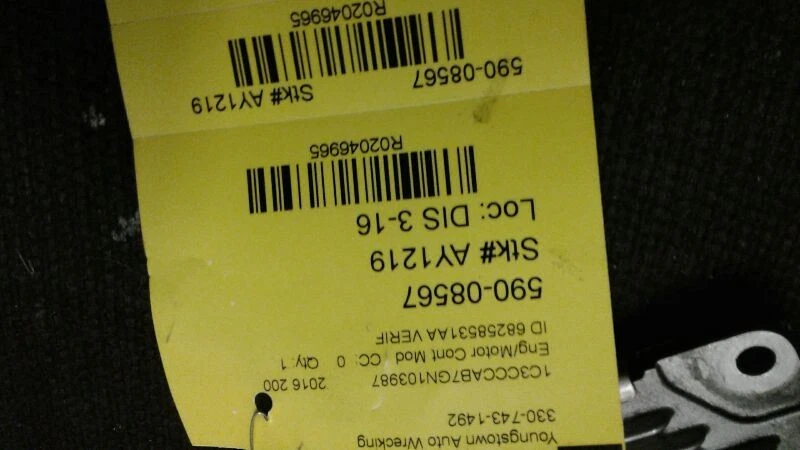 Youngstown Auto Wrecking
330-743-1492
1C3CCCAB7GN103987 2016 200
Eng/Motor Cont Mod CC: 0 Qty: 1
ID 68258531AA VERIF
590-08567
Stk# AY1219
Loc: DIS 3-16
R02046965
590-08567 Stk# AY1219
R02046965